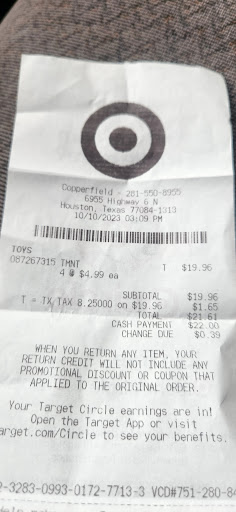 Copperfield - 281-550-8955
6955 Highway 6 N
Houston, Texas 77084-1313
10/10/2023 03:09 PM
TOYS
087267315 TMNT T $19.96
4 @ $4.99 ea
SUBTOTAL $19.96
T = TX TAX 8.25000 on $19.96 $1.65
TOTAL $21.61
CASH PAYMENT $22.00
CHANGE DUE $0.39
WHEN YOU RETURN ANY ITEM, YOUR
RETURN CREDIT WILL NOT INCLUDE ANY
PROMOTIONAL DISCOUNT OR COUPON THAT
APPLIED TO THE ORIGINAL ORDER.
Your Target Circle earnings are in!
Open the Target App or visit
arget.com/Circle to see your benefits.
2-3283-0993-0172-7713-3 VCD#751-280-84